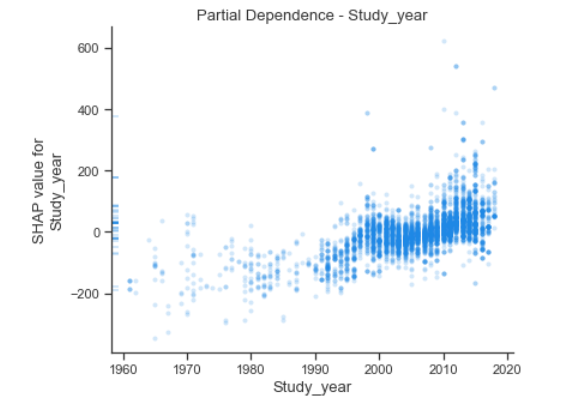 Partial Dependence - Study_year
600
400
200
0
−200
SHAP value for
Study_year
1960 1970 1980 1990 2000 2010 2020
Study_year